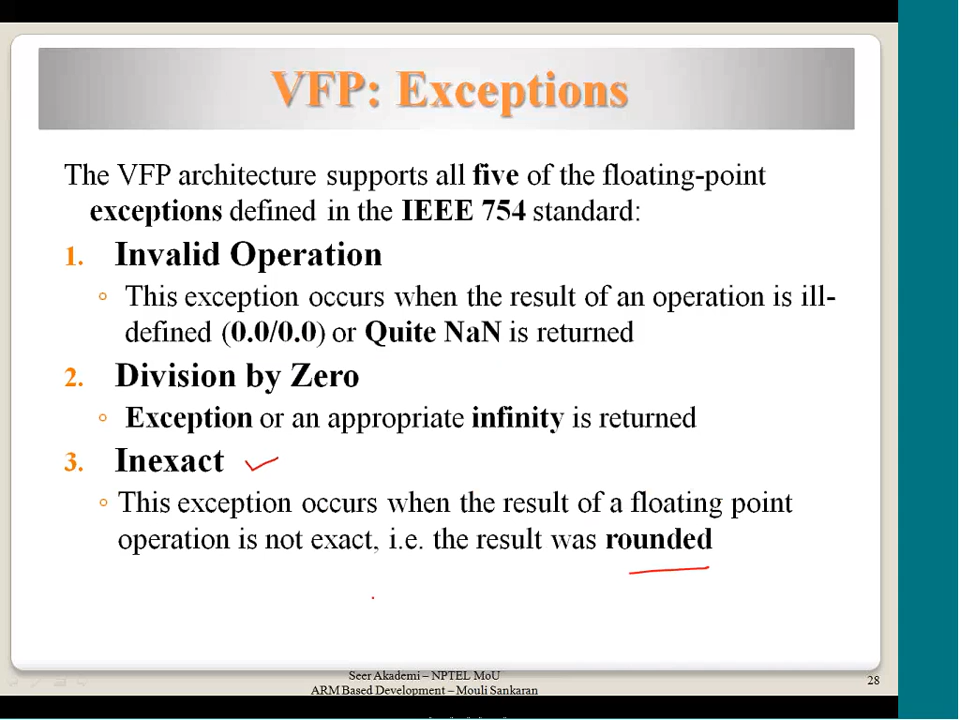 VFP: Exceptions
The VFP architecture supports all five of the floating-point
exceptions defined in the IEEE 754 standard:
1. Invalid Operation
◦ This exception occurs when the result of an operation is ill-
defined (0.0/0.0) or Quite NaN is returned
2. Division by Zero
◦ Exception or an appropriate infinity is returned
3. Inexact
◦ This exception occurs when the result of a floating point
operation is not exact, i.e. the result was rounded
Seer Akademi – NPTEL MoU
ARM Based Development – Mouli Sankaran
28